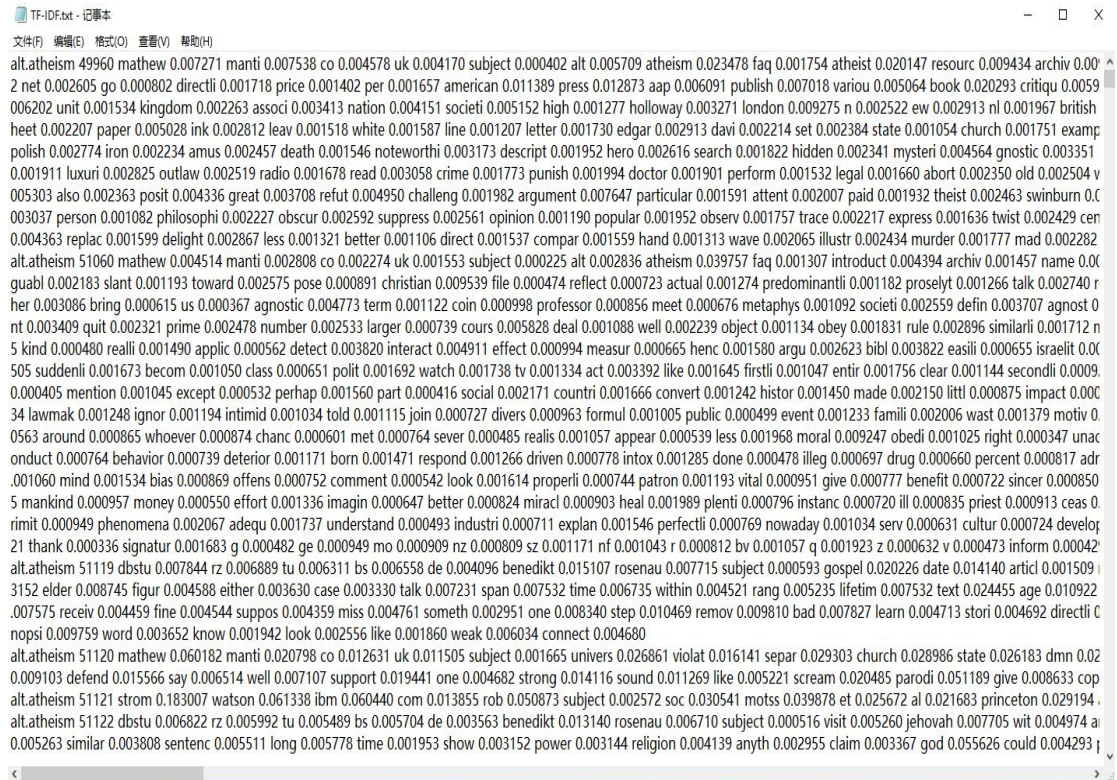 TF-IDF.txt - 记事本
文件(F) 编辑(E) 格式(O) 查看(V) 帮助(H)
alt.atheism 49960 mathew 0.007271 manti 0.007538 co 0.004578 uk 0.004170 subject 0.000402 alt 0.005709 atheism 0.023478 faq 0.001754 atheist 0.020147 resourc 0.009434 archiv 0.00
2 net 0.002605 go 0.000802 directli 0.001718 price 0.001402 per 0.001657 american 0.011389 press 0.012873 aap 0.006091 publish 0.007018 variou 0.005064 book 0.020293 critiqu 0.0059
006202 unit 0.001534 kingdom 0.002263 associ 0.003413 nation 0.004151 societi 0.005152 high 0.001277 holloway 0.003271 london 0.009275 n 0.002522 ew 0.002913 nl 0.001967 british
heet 0.002207 paper 0.005028 ink 0.002812 leav 0.001518 white 0.001587 line 0.001207 letter 0.001730 edgar 0.002913 davi 0.002214 set 0.002384 state 0.001054 church 0.001751 examp
polish 0.002774 iron 0.002234 amus 0.002457 death 0.001546 noteworthi 0.003173 descript 0.001952 hero 0.002616 search 0.001822 hidden 0.002341 mysteri 0.004564 gnostic 0.003351
0.001911 luxuri 0.002825 outlaw 0.002519 radio 0.001678 read 0.003058 crime 0.001773 punish 0.001994 doctor 0.001901 perform 0.001532 legal 0.001660 abort 0.002350 old 0.002504
005303 also 0.002363 posit 0.004336 great 0.003708 refut 0.004950 challeng 0.001982 argument 0.007647 particular 0.001591 attent 0.002007 paid 0.001932 theist 0.002463 swinburn
003037 person 0.001082 philosophi 0.002227 obscur 0.002592 suppress 0.002561 opinion 0.001190 popular 0.001952 observ 0.001757 trace 0.002217 express 0.001636 twist 0.002429 cen
0.004363 replac 0.001599 delight 0.002867 less 0.001321 better 0.001106 direct 0.001537 compar 0.001559 hand 0.001313 wave 0.002065 illustr 0.002434 murder 0.001777 mad 0.002282
alt.atheism 51060 mathew 0.004514 manti 0.002808 co 0.002274 uk 0.001553 subject 0.000225 alt 0.002836 atheism 0.039757 faq 0.001307 introduct 0.004394 archiv 0.001457 name
guabl 0.002183 slant 0.001193 toward 0.002575 pose 0.000891 christian 0.009539 file 0.000474 reflect 0.000723 actual 0.001274 predominantli 0.001182 proselyt 0.001266 talk 0.002740
her 0.003086 bring 0.000615 us 0.000367 agnostic 0.004773 term 0.001122 coin 0.000998 professor 0.000856 meet 0.000676 metaphys 0.001092 societi 0.002559 defin 0.003707 agnost 0
nt 0.003409 quit 0.002321 prime 0.002478 number 0.002533 larger 0.000739 cours 0.005828 deal 0.001088 well 0.002239 object 0.001134 obey 0.001831 rule 0.002896 similarli 0.001712
5 kind 0.000480 realli 0.001490 applic 0.000562 detect 0.003820 interact 0.004911 effect 0.000994 measur 0.000665 henc 0.001580 argu 0.002623 bibl 0.003822 easili 0.000655 israelit
505 suddenli 0.001673 becom 0.001050 class 0.000651 polit 0.001692 watch 0.001738 tv 0.001334 act 0.003392 like 0.001645 firstli 0.001047 entir 0.001756 clear 0.001144 secondli 0.0009
0.000405 mention 0.001045 except 0.000532 perhap 0.001560 part 0.000416 social 0.002171 countri 0.001666 convert 0.001242 histor 0.001450 made 0.002150 littl 0.000875 impact
34 lawmak 0.001248 ignor 0.001194 intimid 0.001034 told 0.001115 join 0.000727 divers 0.000963 formul 0.001005 public 0.000499 event 0.001233 famili 0.002006 wast 0.001379 motiv
0563 around 0.000865 whoever 0.000874 chanc 0.000601 met 0.000764 sever 0.000485 realis 0.001057 appear 0.000539 less 0.001968 moral 0.009247 obedi 0.001025 right 0.000347 unac
onduct 0.000764 behavior 0.000739 deterior 0.001171 born 0.001471 respond 0.001266 driven 0.000778 intox 0.001285 done 0.000478 illeg 0.000697 drug 0.000660 percent 0.000817 adr
.001060 mind 0.001534 bias 0.000869 offens 0.000752 comment 0.000542 look 0.001614 properli 0.000744 patron 0.001193 vital 0.000951 give 0.000777 benefit 0.000722 sincer 0.000850
5 mankind 0.000957 money 0.000550 effort 0.001336 imagin 0.000647 better 0.000824 miracl 0.000903 heal 0.001989 plenti 0.000796 instanc 0.000720 ill 0.000835 priest 0.000913 ceas 0.
rimit 0.000949 phenomena 0.002067 adequ 0.001737 understand 0.000493 industri 0.000711 explan 0.001546 perfectli 0.000769 nowaday 0.001034 serv 0.000631 cultur 0.000724 develop
21 thank 0.000336 signatur 0.001683 g 0.000482 ge 0.000949 mo 0.000909 nz 0.000809 sz 0.001171 nf 0.001043 r 0.000812 bv 0.001057 q 0.001923 z 0.000632 v 0.000473 inform 0.00042
alt.atheism 51119 dbstu 0.007844 rz 0.006889 tu 0.006311 bs 0.006558 de 0.004096 benedikt 0.015107 rosenau 0.007715 subject 0.000593 gospel 0.020226 date 0.014140 articl 0.001509
3152 elder 0.008745 figur 0.004588 either 0.003630 case 0.003330 talk 0.007231 span 0.007532 time 0.006735 within 0.004521 rang 0.005235 lifetim 0.007532 text 0.024455 age 0.010922
.007575 receiv 0.004459 fine 0.004544 suppos 0.004359 miss 0.004761 someth 0.002951 one 0.008340 step 0.010469 remov 0.009810 bad 0.007827 learn 0.004713 stori 0.004692 directli
nopsi 0.009759 word 0.003652 know 0.001942 look 0.002556 like 0.001860 weak 0.006034 connect 0.004680
alt.atheism 51120 mathew 0.060182 manti 0.020798 co 0.012631 uk 0.011505 subject 0.001665 univers 0.026861 violat 0.016141 separ 0.029303 church 0.028986 state 0.026183 dmn 0.02
0.009103 defend 0.015566 say 0.006514 well 0.007107 support 0.019441 one 0.004682 strong 0.014116 sound 0.011269 like 0.005221 scream 0.020485 parodi 0.051189 give 0.008633 cop
alt.atheism 51121 strom 0.183007 watson 0.061338 ibm 0.060440 com 0.013855 rob 0.050873 subject 0.002572 soc 0.030541 motss 0.039878 et 0.025672 al 0.021683 princeton 0.029194
alt.atheism 51122 dbstu 0.006822 rz 0.005992 tu 0.005489 bs 0.005704 de 0.003563 benedikt 0.013140 rosenau 0.006710 subject 0.000516 visit 0.005260 jehovah 0.007705 wit 0.004974
0.005263 similar 0.003808 sentenc 0.005511 long 0.005778 time 0.001953 show 0.003152 power 0.003144 religion 0.004139 anyth 0.002955 claim 0.003367 god 0.055626 could 0.004293